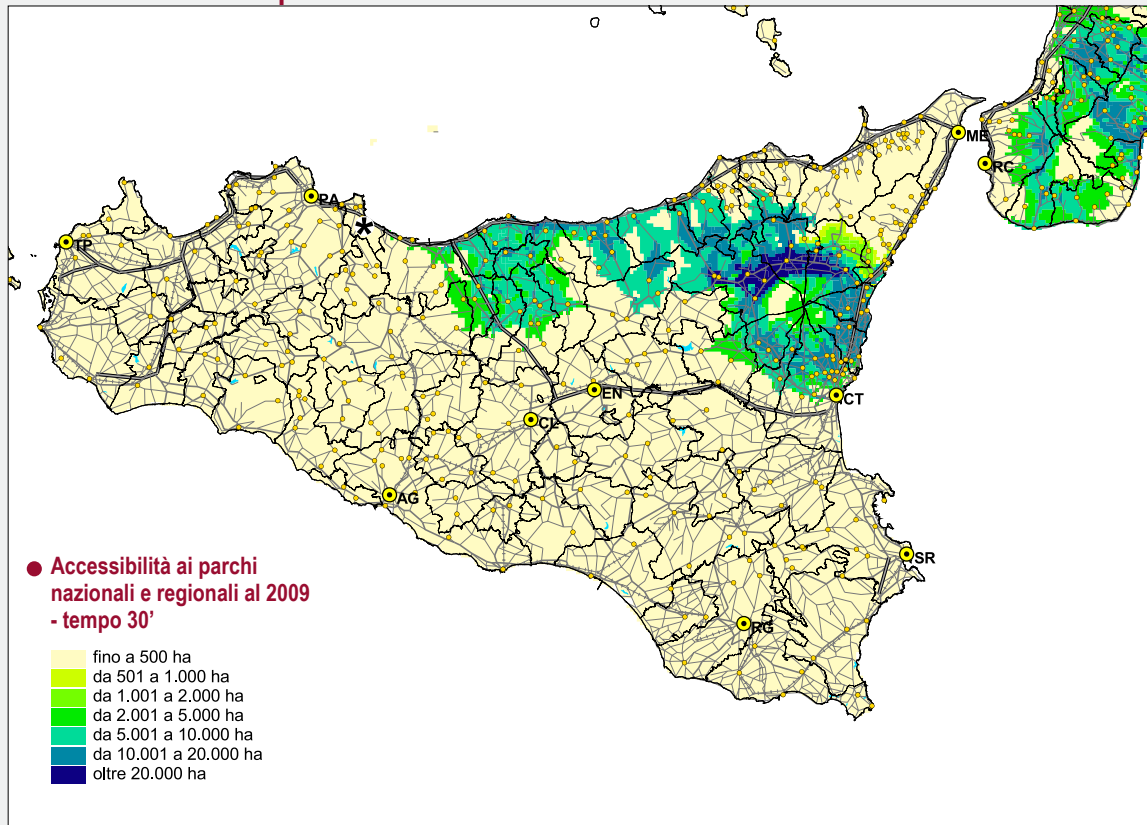 ME
RC
PA
*
TP
EN
CT
CL
AG
SR
RG
Accessibilità ai parchi
nazionali e regionali al 2009
- tempo 30’
fino a 500 ha
da 501 a 1.000 ha
da 1.001 a 2.000 ha
da 2.001 a 5.000 ha
da 5.001 a 10.000 ha
da 10.001 a 20.000 ha
oltre 20.000 ha